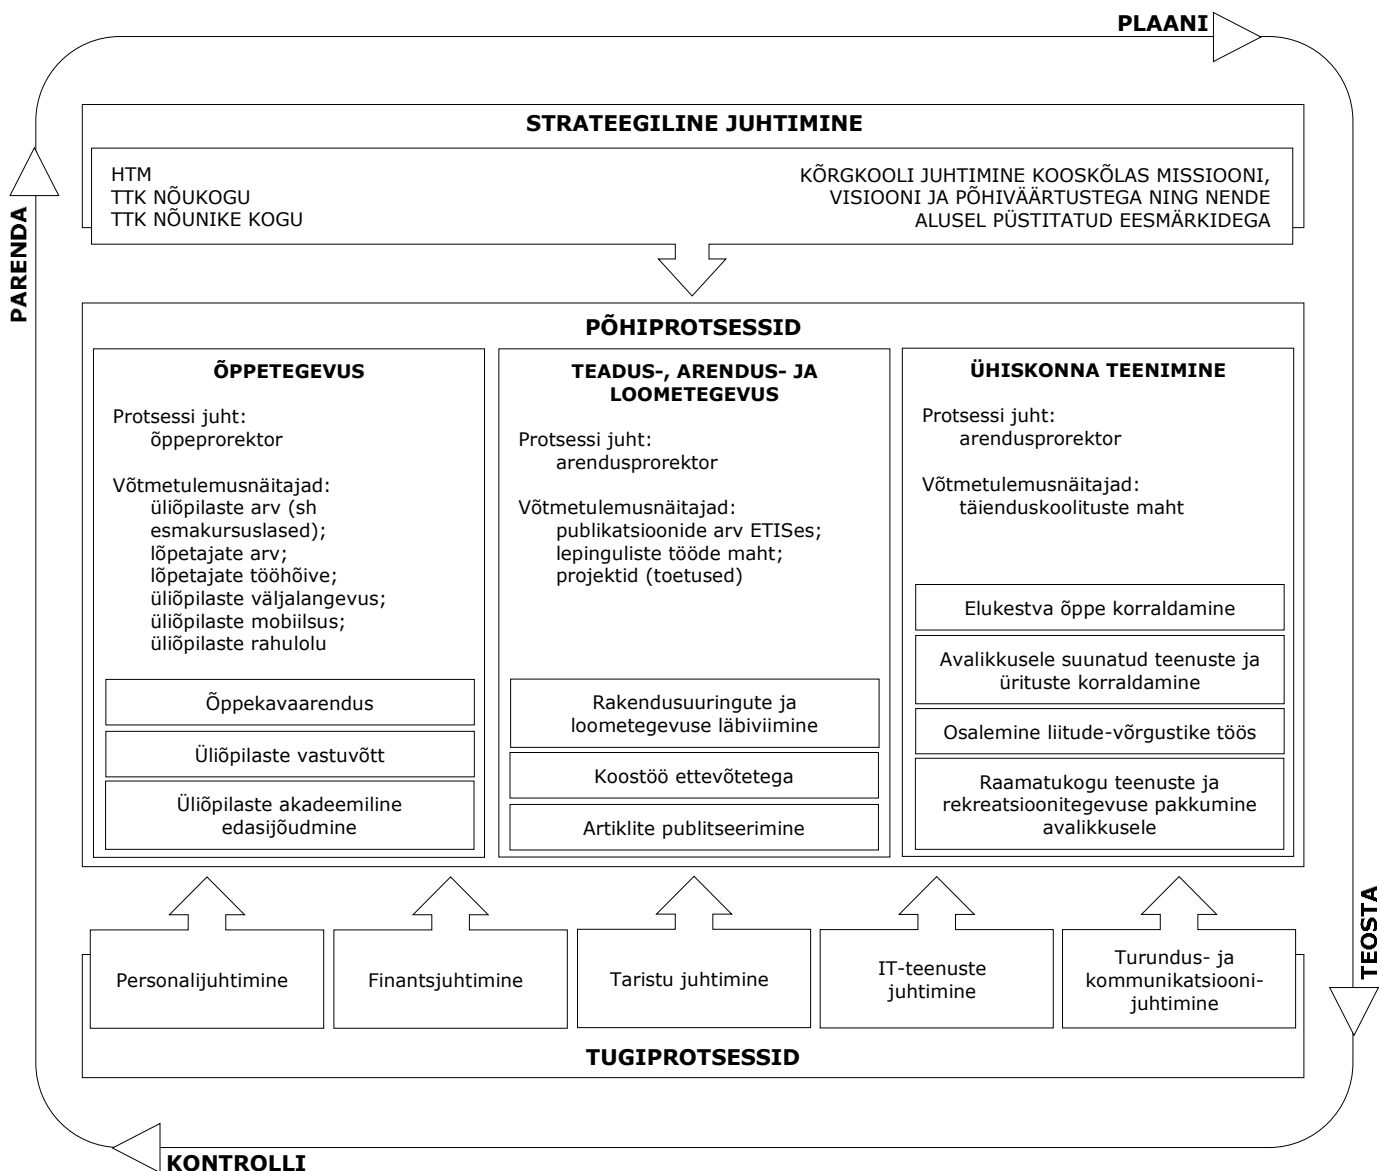 PLAANI
STRATEEGILINE JUHTIMINE
HTM
TTK NÕUKOGU
TTK NÕUNIKE KOGU
KÕRGKOOLI JUHTIMINE KOOSKÕLAS MISSIOONI,
VISIOONI JA PÕHIVÄÄRTUSTEGA NING NENDE
ALUSEL PÜSTITATUD EESMÄRKIDEGA
PARENDA
PÕHIPROTSESSID
ÕPPETEGEVUS
Protsessi juht:
õppeprorektor
Võtmetulemusnäitajad:
üliõpilaste arv (sh
esmakursuslased);
lõpetajate arv;
lõpetajate tööhõive;
üliõpilaste väljalangevus;
üliõpilaste mobiilsus;
üliõpilaste rahulolu
Õppekavaarendus
Üliõpilaste vastuvõtt
Üliõpilaste akadeemiline
edasijõudmine
TEADUS-, ARENDUS- JA
LOOMETEGEVUS
Protsessi juht:
arendusprorektor
Võtmetulemusnäitajad:
publikatsioonide arv ETISes;
lepinguliste tööde maht;
projektid (toetused)
Rakendusuuringute ja
loometegevuse läbiviimine
Koostöö ettevõtetega
Artiklite publitseerimine
ÜHISKONNA TEENIMINE
Protsessi juht:
arendusprorektor
Võtmetulemusnäitajad:
täienduskoolituste maht
Elukestva õppe korraldamine
Avalikkusele suunatud teenuste ja
ürituste korraldamine
Osalemine liitude-võrgustike töös
Raamatukogu teenuste ja
rekreatsioonitegevuse pakkumine
avalikkusele
TEOSTA
Personalijuhtimine
Finantsjuhtimine
Taristu juhtimine
IT-teenuste
juhtimine
Turundus- ja
kommunikatsiooni-
juhtimine
TUGIPROTSESSID
KONTROLLI